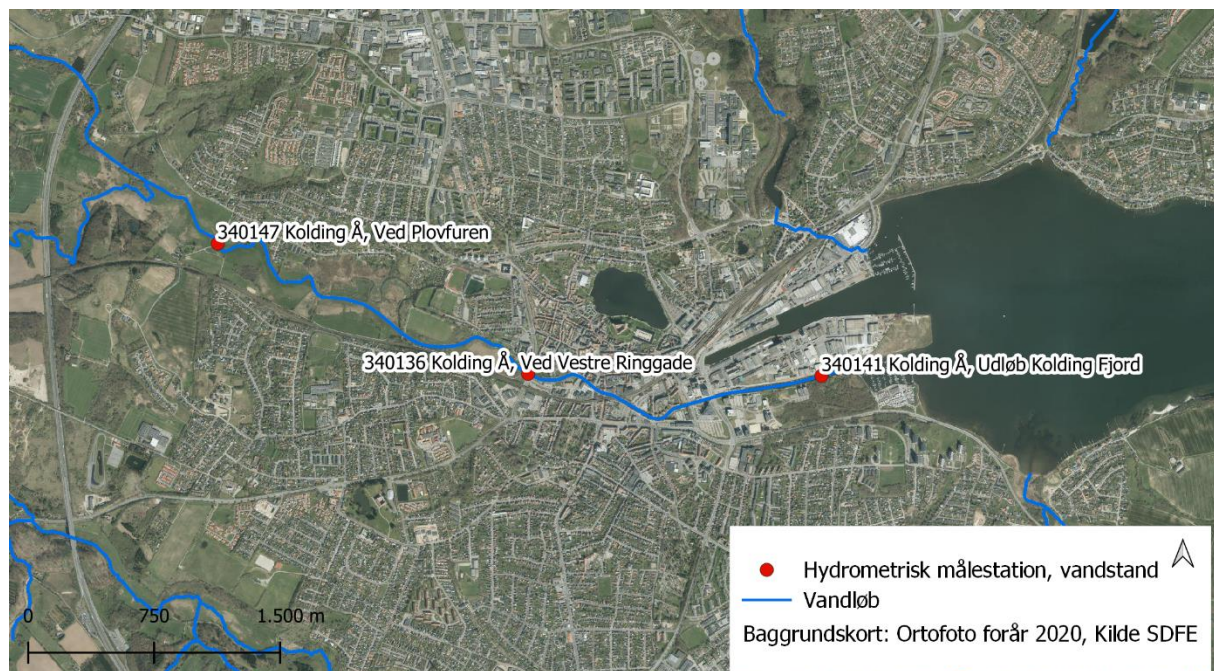 340147 Kolding Å, Ved Plovfuren
340136 Kolding Å, Ved Vestre Ringgade
340141 Kolding Å, Udløb Kolding Fjord
0 750 1.500 m
Hydrometrisk målestation, vandstand
Vandløb
Baggrundskort: Ortofoto forår 2020, Kilde SDFE